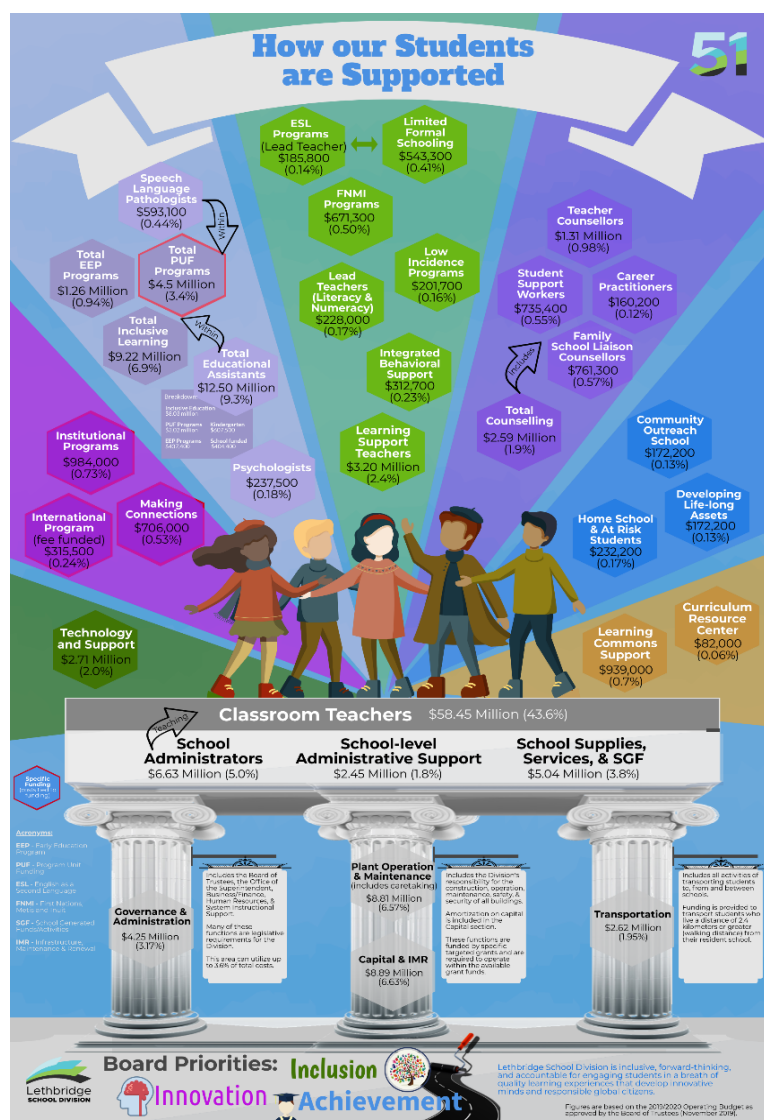 How our Students
are Supported
51
ESL
Programs
(Lead Teacher)
$185,800
(0.14%)
Limited
Formal
Schooling
$543,300
(0.41%)
Speech
Language
Pathologists
$593,100
(0.44%)
Within
FNMI
Programs
$671,300
(0.50%)
Teacher
Counsellors
$1.31 Million
(0.98%)
Total
EEP
Programs
$1.26 Million
(0.94%)
Total
PUF
Programs
$4.5 Million
(3.4%)
Low
Incidence
Programs
$201,700
(0.16%)
Lead
Teachers
(Literacy &
Numeracy)
$228,000
(0.17%)
Student
Support
Workers
$735,400
(0.55%)
Career
Practitioners
$160,200
(0.12%)
Total
Inclusive
Learning
$9.22 Million
(6.9%)
Within
Total
Educational
Assistants
$12.50 Million
(9.3%)
Integrated
Behavioral
Support
$312,700
(0.23%)
Includes
Family
School Liaison
Counsellors
$761,300
(0.57%)
Breakdown:
Inclusive Education
PUF Programs Kindergarten
EEP Programs School funded
Total
Counselling
$2.59 Million
(1.9%)
Institutional
Programs
$984,000
(0.73%)
Learning
Support
Teachers
$3.20 Million
(2.4%)
Community
Outreach
School
$172,200
(0.13%)
Psychologists
$237,500
(0.18%)
Making
Connections
$706,000
(0.53%)
International
Program
(fee funded)
$315,500
(0.24%)
Developing
Life-long
Assets
$172,200
(0.13%)
Home School
& At Risk
Students
$232,200
(0.17%)
Technology
and Support
$2.71 Million
(2.0%)
Learning
Commons
Support
$939,000
(0.7%)
Curriculum
Resource
Center
$82,000
(0.06%)
Classroom Teachers $58.45 Million (43.6%)
Teaching
School
Administrators
$6.63 Million (5.0%)
School-level
Administrative Support
$2.45 Million (1.8%)
School Supplies,
Services, & SGF
$5.04 Million (3.8%)
Specific
Funding
funding)
Acronyms:
EEP - Early Education
Program
PUF - Program Unit
Funding
ESL - English as a
Second Language
FNMI - First Nations,
Metis and Inuit
SGF - School Generated
Funds/Activities
IMR - Infrastructure,
Maintenance & Renewal
Governance &
Administration
$4.25 Million
(3.17%)
Includes the Board of
Trustees, the Office of
the Superintendent,
Business/Finance,
Human Resources, &
System Instructional
Support.
Many of these
functions are legislative
requirements for the
Division.
This area can utilize up
to 3.6% of total costs.
Plant Operation
& Maintenance
(includes caretaking)
$8.81 Million
(6.57%)
Capital & IMR
$8.89 Million
(6.63%)
Includes the Division's
responsibility for the
construction, operation,
maintenance, safety, &
security of all buildings.
Amortization on capital
is included in the
Capital section.
These functions are
funded by specific
targeted grants and are
required to operate
within the available
grant funds.
Transportation
$2.62 Million
(1.95%)
Includes all activities of
transporting students
to, from and between
schools.
Funding is provided to
transport students who
live a distance of 2.4
kilometers or greater
(walking distance) from
their resident school.
Lethbridge
SCHOOL DIVISION
Board Priorities:
Inclusion
Innovation
Achievement
Lethbridge School Division is inclusive, forward-thinking,
and accountable for engaging students in a breath of
quality learning experiences that develop innovative
minds and responsible global citizens.
Figures are based on the 2019/2020 Operating Budget as
approved by the Board of Trustees (November 2019).